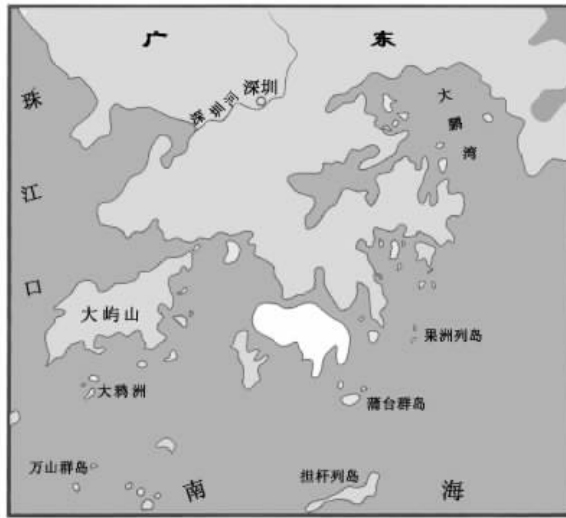 广东
珠江口
深圳
深圳河
大鹏湾
大屿山
果洲列岛
大鸦洲
蒲台群岛
万山群岛
担杆列岛
南海